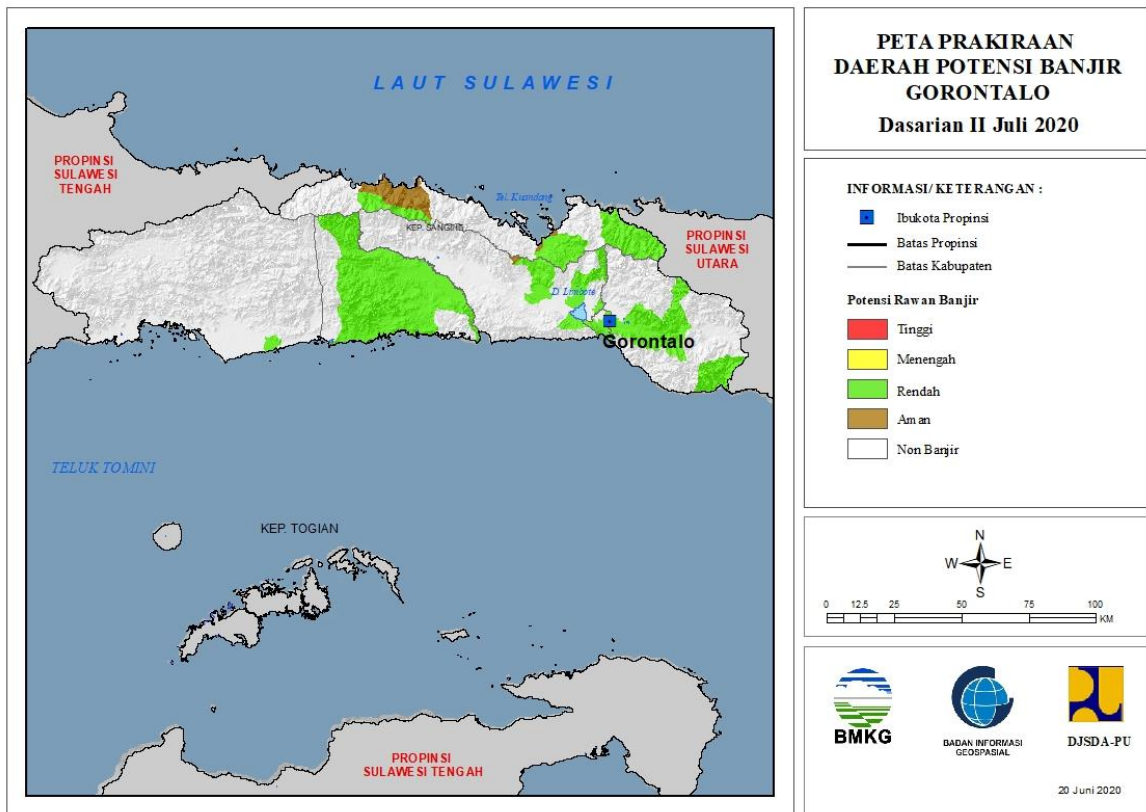 LAUT SULAWESI
PROPINSI
SULAWESI
TENGAH
Tel. Kuandang
KEP. SANGIHE
PROPINSI
SULAWESI
UTARA
D. Limboto
Gorontalo
TELUK TOMINI
KEP. TOGIAN
PROPINSI
SULAWESI TENGAH
PETA PRAKIRAAN
DAERAH POTENSI BANJIR
GORONTALO
Dasarian II Juli 2020
INFORMASI/ KETERANGAN :
Ibukota Propinsi
Batas Propinsi
Batas Kabupaten
Potensi Rawan Banjir
Tinggi
Menengah
Rendah
Aman
Non Banjir
N
W E
S
0 12.5 25 50 75 100
KM
BMKG
BADAN INFORMASI
GEOSPASIAL
DJSDA-PU
20 Juni 2020